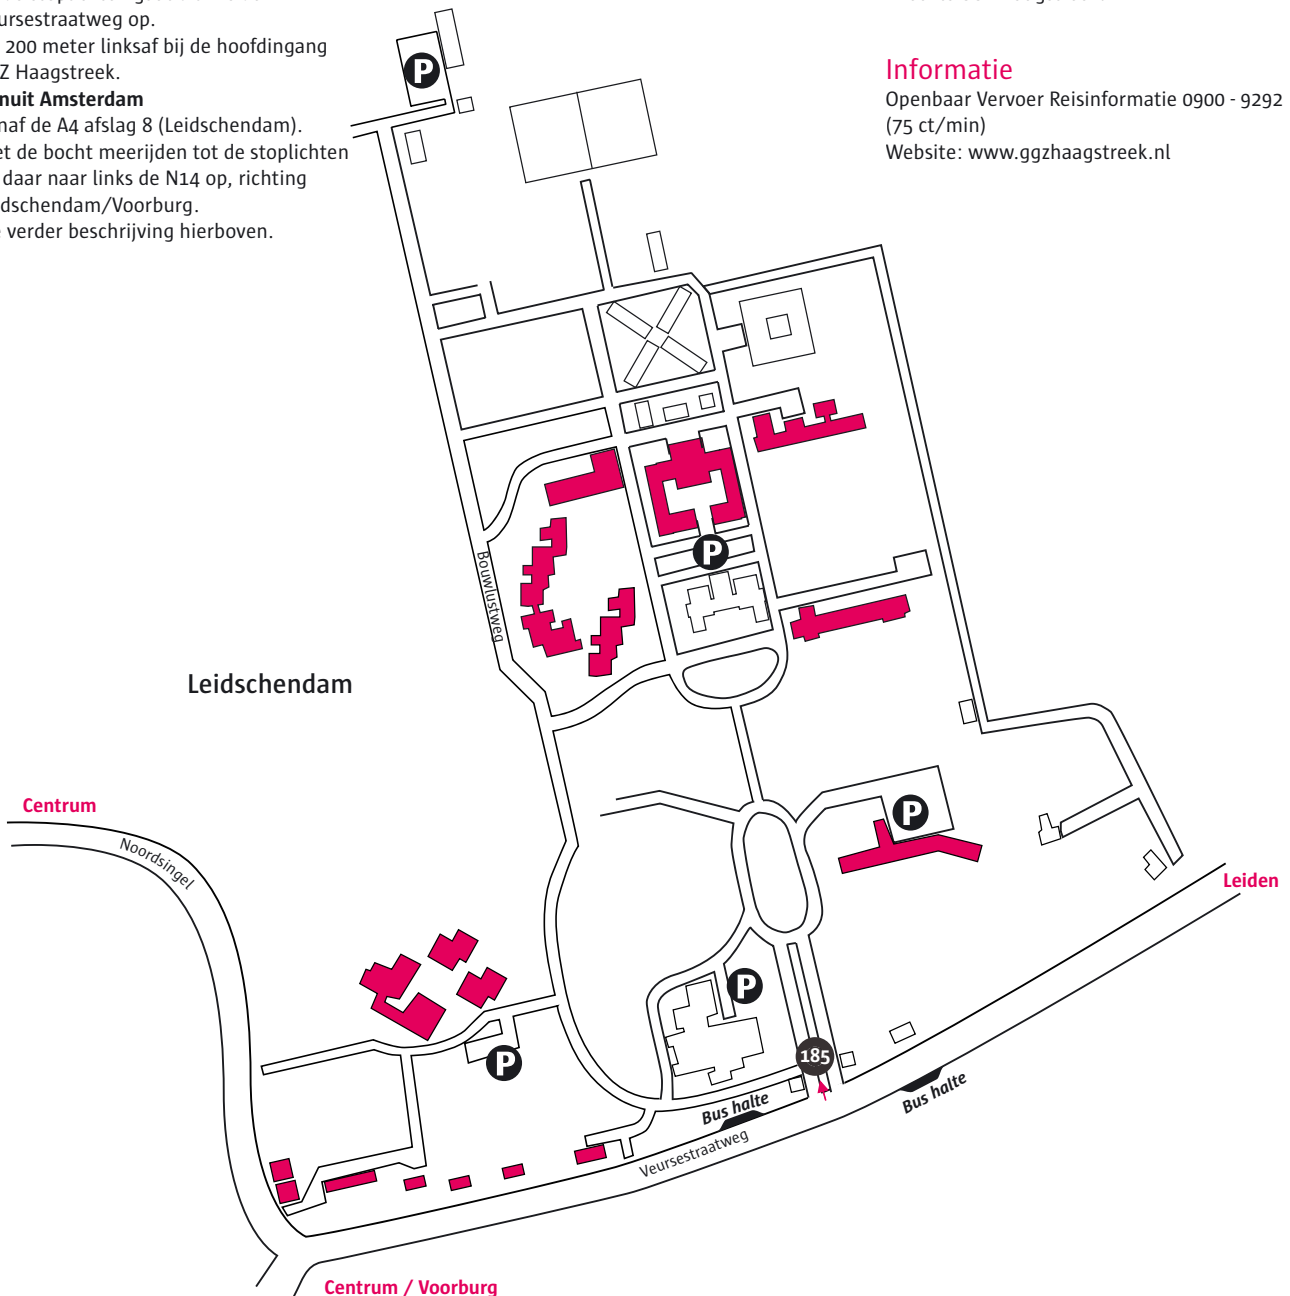 ursestraatweg op.
200 meter linksaf bij de hoofdingang
Z Haagstreek.
nuit Amsterdam
naf de A4 afslag 8 (Leidschendam).
et de bocht meerijden tot de stoplichten
daar naar links de N14 op, richting
idschendam/Voorburg.
e verder beschrijving hierboven.
Informatie
Openbaar Vervoer Reisinformatie 0900 - 9292
(75 ct/min)
Website: www.ggzhaagstreek.nl
P
P
Bouwlustweg
Leidschendam
Centrum
Noordsingel
P
Leiden
P
P
185
Bus halte
Bus halte
Veursestraatweg
Centrum / Voorburg